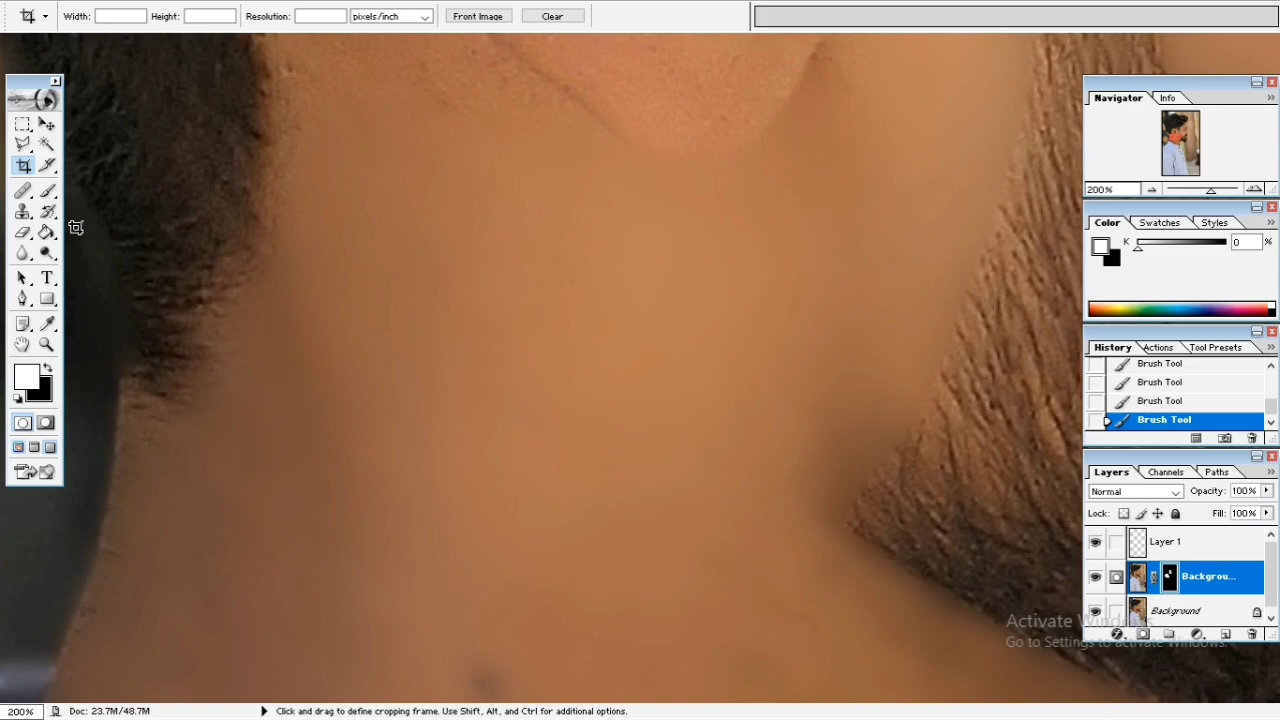 Width: Height: Resolution: pixels/inch Front Image Clear
Navigator Info
200%
Color Swatches Styles
K 0 %
History Actions Tool Presets
Brush Tool
Brush Tool
Brush Tool
Brush Tool
Layers Channels Paths
Normal Opacity: 100%
Lock: Fill: 100%
Layer 1
Backgrou...
Background
Activate Windows
Go to Settings to activate Windows.
200% Doc: 23.7M/48.7M Click and drag to define cropping frame. Use Shift, Alt, and Ctrl for additional options.